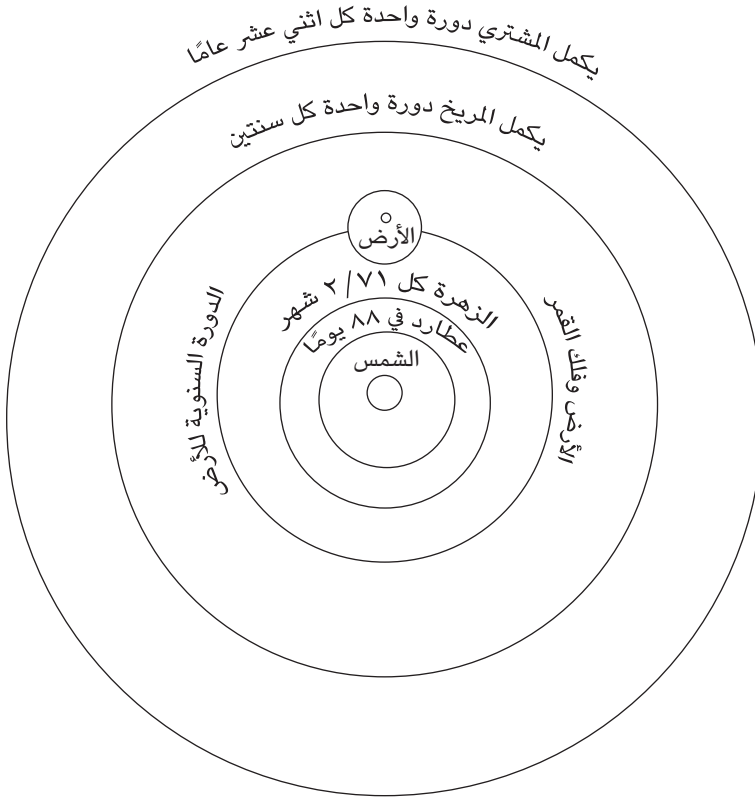 يكمل المشتري دورة واحدة كل اثني عشر عامًا
يكمل المريخ دورة واحدة كل سنتين
الأرض
الزهرة كل ٢/٧١ شهر
عطارد في ٨٨ يومًا
الشمس
الأرض وفلك القمر
الدورة السنوية للأرض